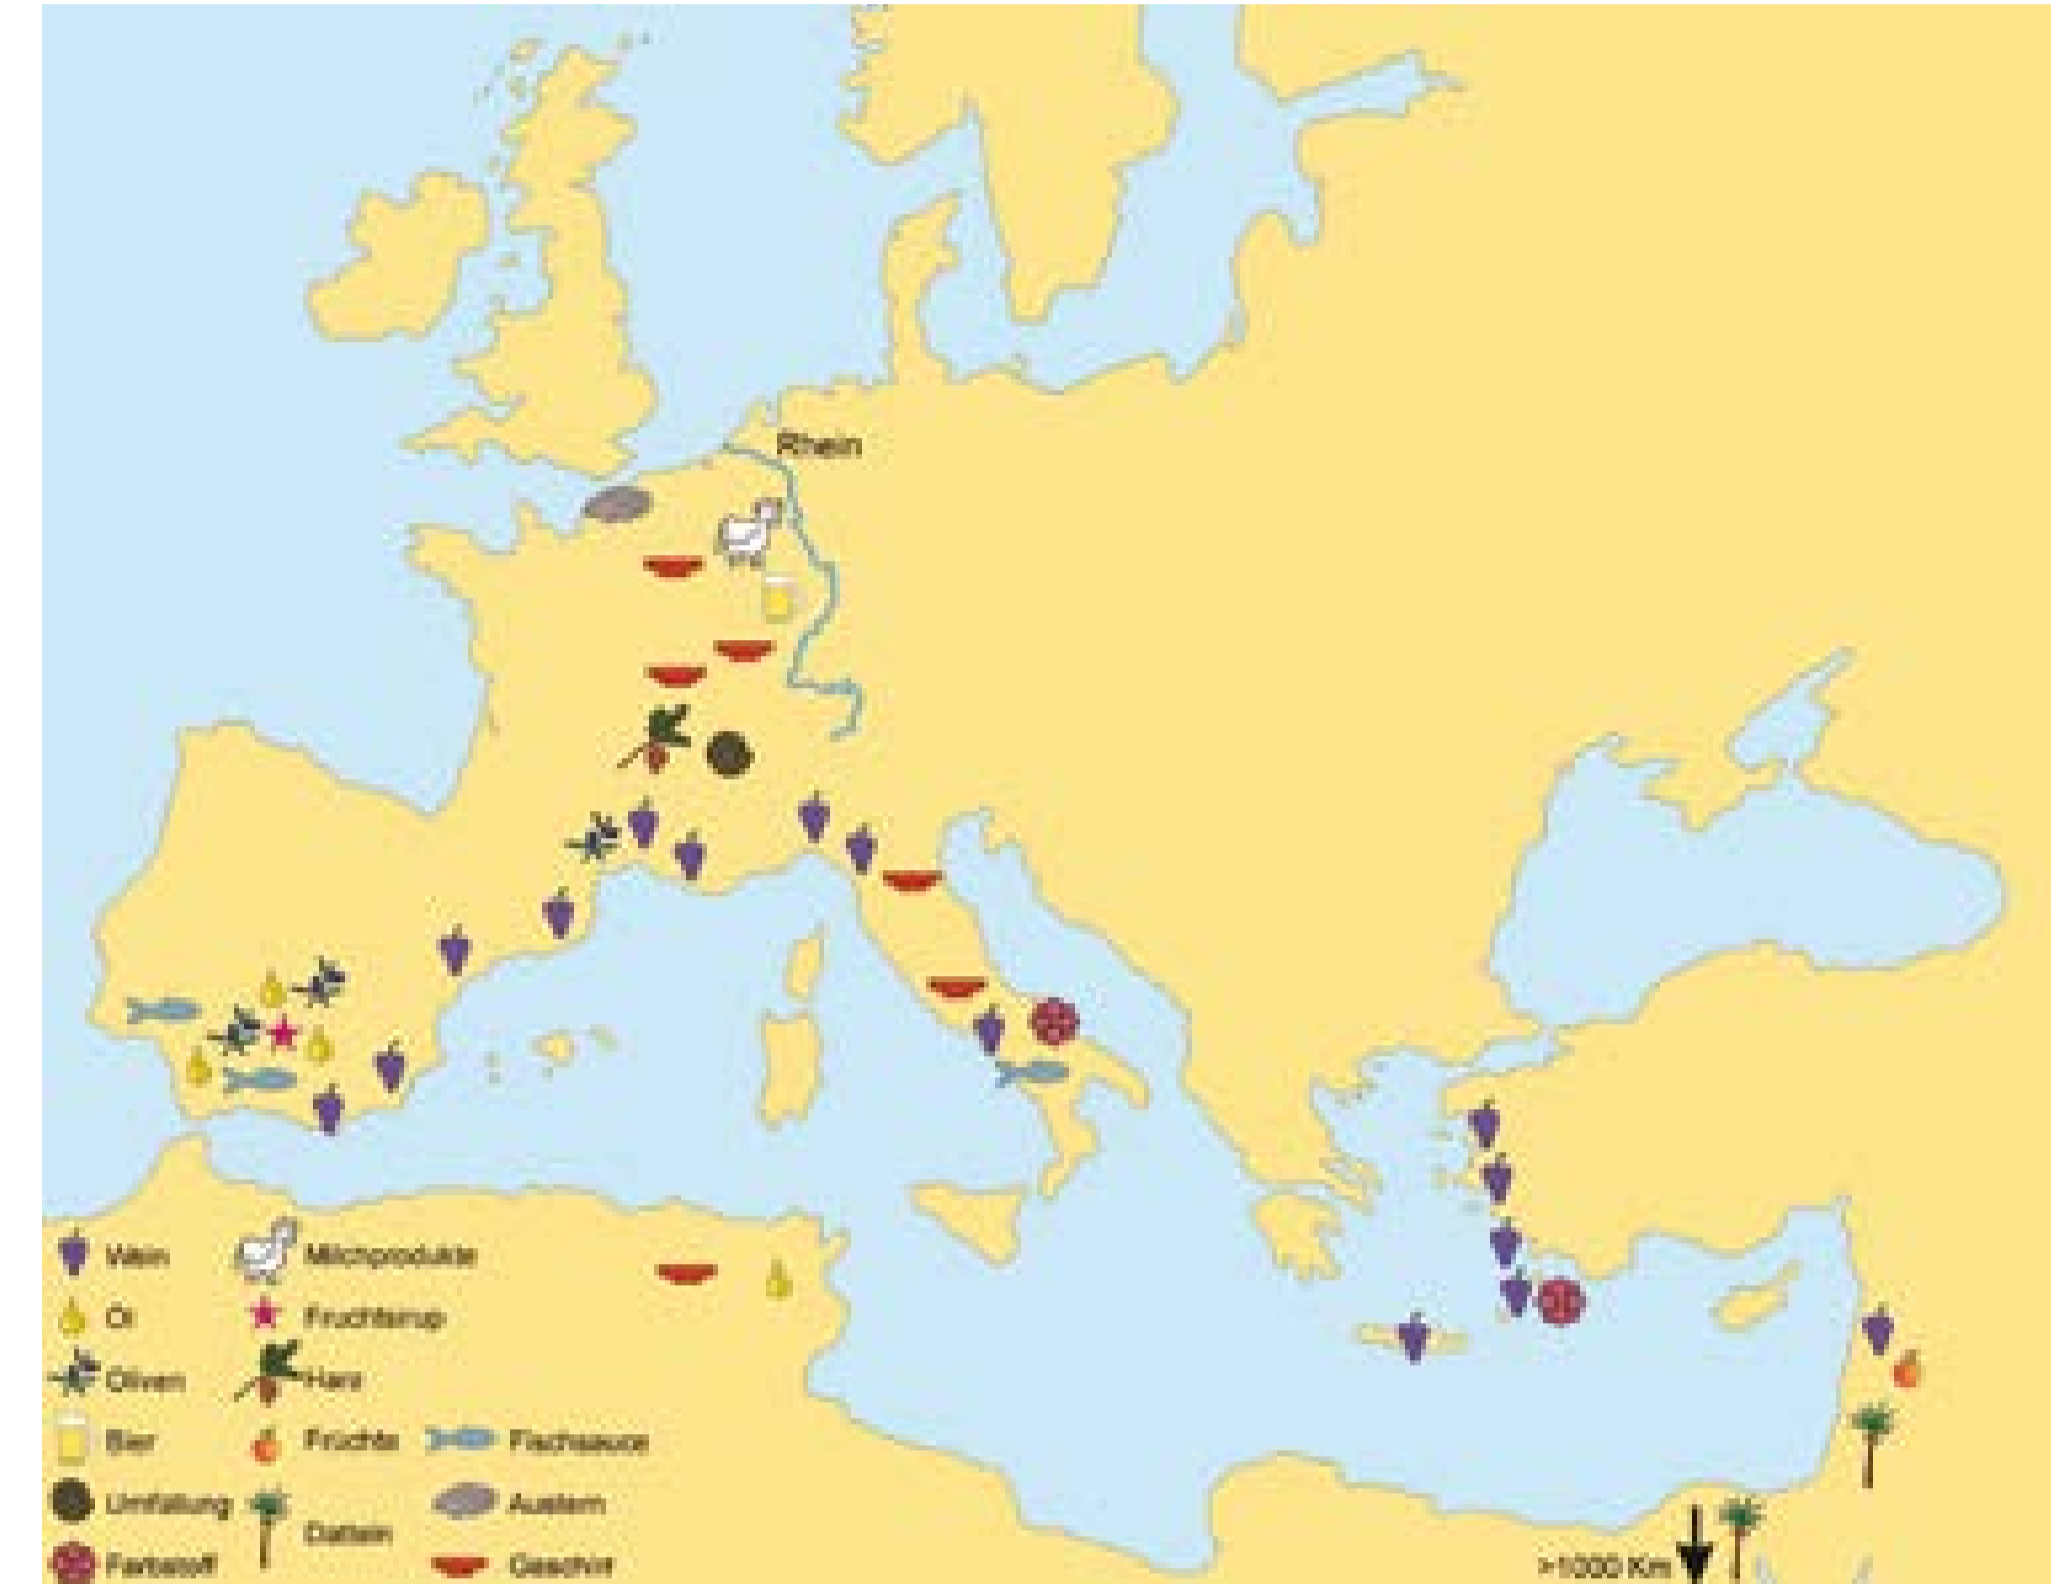 Rhein
Wein
Milchprodukte
Öl
Fruchtsirup
Oliven
Harz
Bier
Früchte
Fischsauce
Umfüllung
Datteln
Austern
Farbstoff
Geschirr
>1000 Km